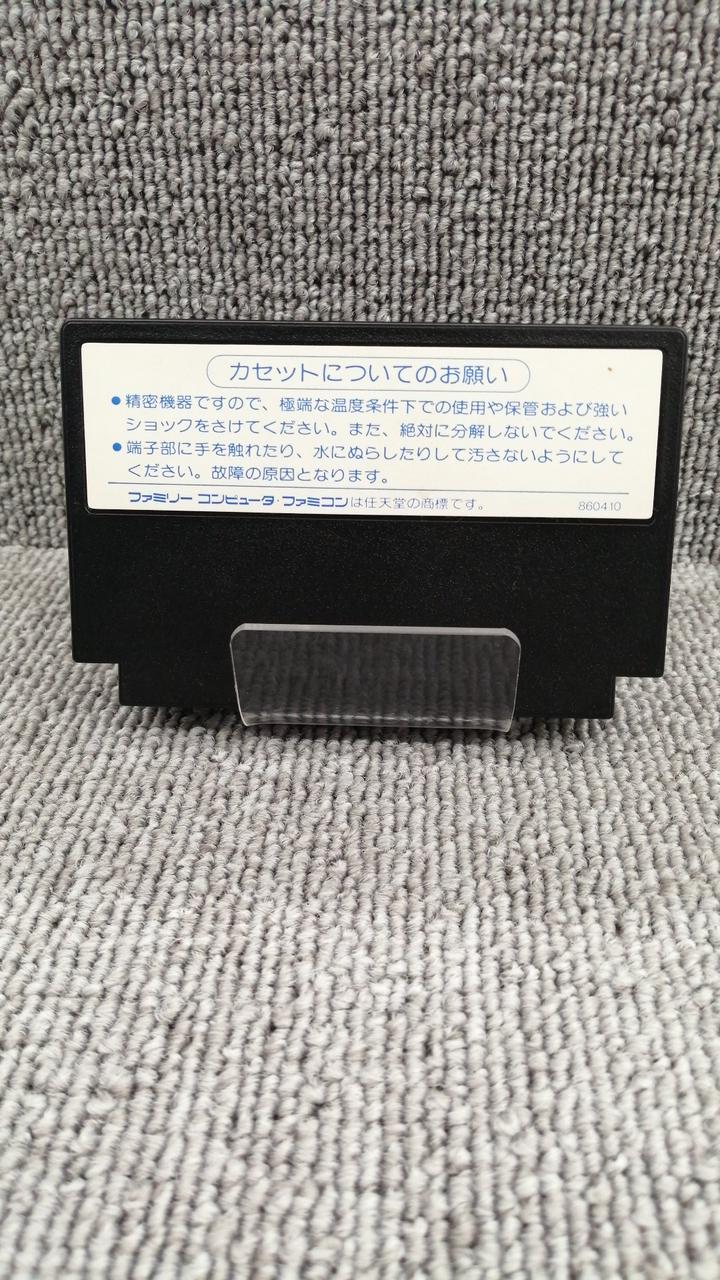 カセットについてのお願い
●精密機器ですので、極端な温度条件下での使用や保管および強い
ショックをさけてください。また、絶対に分解しないでください。
●端子部に手を触れたり、水にぬらしたりして汚さないようにして
ください。故障の原因となります。
ファミリー コンピュータ・ファミコンは任天堂の商標です。 860410